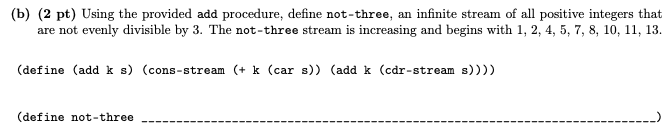 (b) (2 pt) Using the provided add procedure, define not-three, an infinite stream of all positive integers that
are not evenly divisible by 3. The not-three stream is increasing and begins with 1, 2, 4, 5, 7, 8, 10, 11, 13.
(define (add k s) (cons-stream (+ k (car s)) (add k (cdr-stream s))))
(define not-three ___________________________________________________________________________)